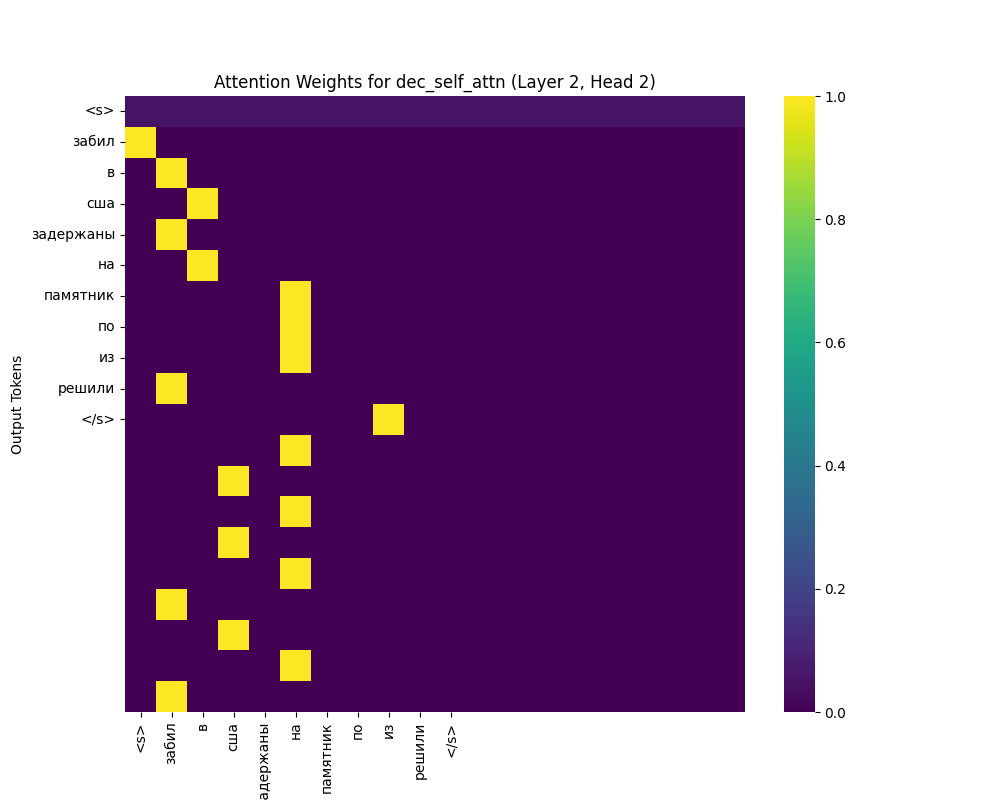 Attention Weights for dec_self_attn (Layer 2, Head 2)
<s>
забил
в
сша
задержаны
на
памятник
по
из
решили
</s>
Output Tokens
1.0
0.8
0.6
0.4
0.2
0.0
<s>
забил
в
сша
адержаны
на
памятник
по
из
решили
</s>